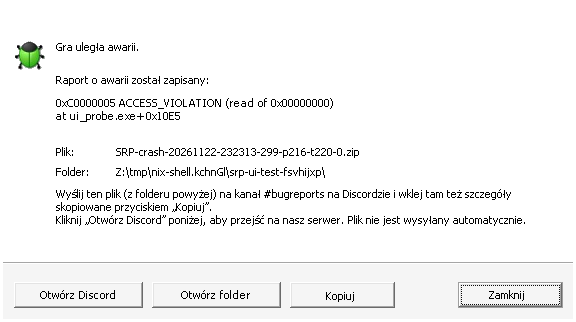 Gra uległa awarii.
Raport o awarii został zapisany:
0xC0000005 ACCESS_VIOLATION (read of 0x00000000)
at ui_probe.exe+0x10E5
Plik: SRP-crash-20261122-232313-299-p216-t220-0.zip
Folder: Z:\tmp\nix-shell.kchnGl\srp-ui-test-fsvhijxp\
Wyślij ten plik (z folderu powyżej) na kanał #bugreports na Discordzie i wklej tam też szczegóły
skopiowane przyciskiem „Kopiuj”.
Kliknij „Otwórz Discord” poniżej, aby przejść na nasz serwer. Plik nie jest wysyłany automatycznie.
Otwórz Discord
Otwórz folder
Kopiuj
Zamknij